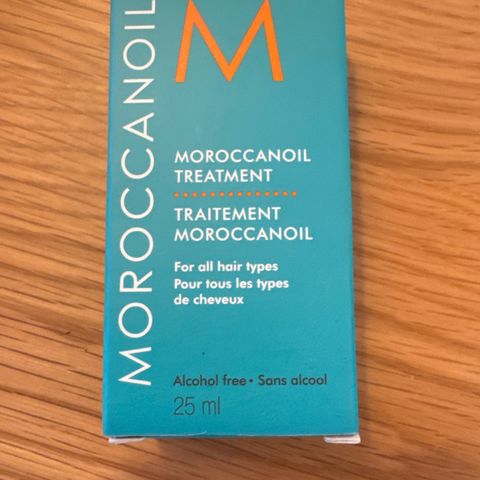 MOROCCANOIL
M
MOROCCANOIL
TREATMENT
TRAITEMENT
MOROCCANOIL
For all hair types
Pour tous les types
de cheveux
Alcohol free • Sans alcool
25 ml